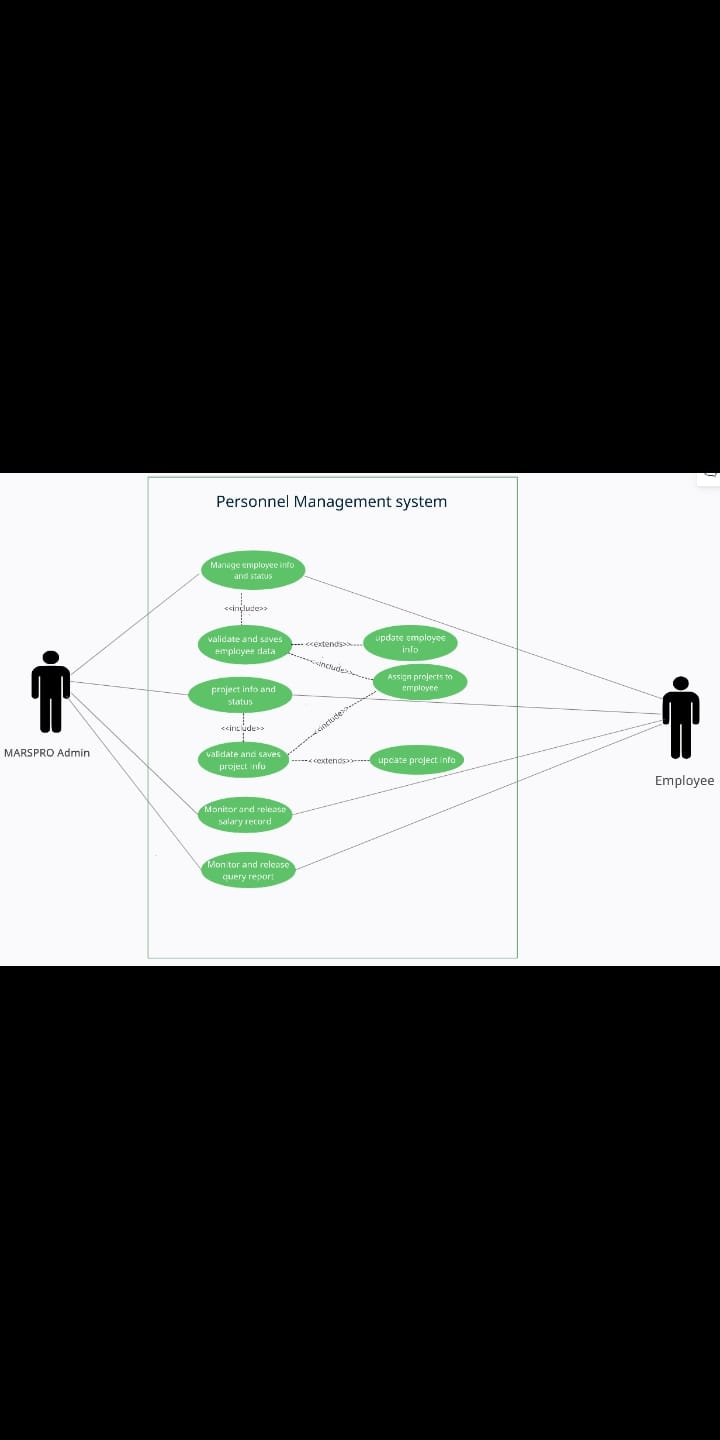 Personnel Management system
Manage employee info
and status
<<include>>
validate and saves
employee data
<<extends>>
update employee
info
<<include>>
Assign projects to
employee
project info and
status
<<include>>
<<include>>
validate and saves
project info
<<extends>>
update project info
Monitor and release
salary record
Monitor and release
query report
MARSPRO Admin
Employee